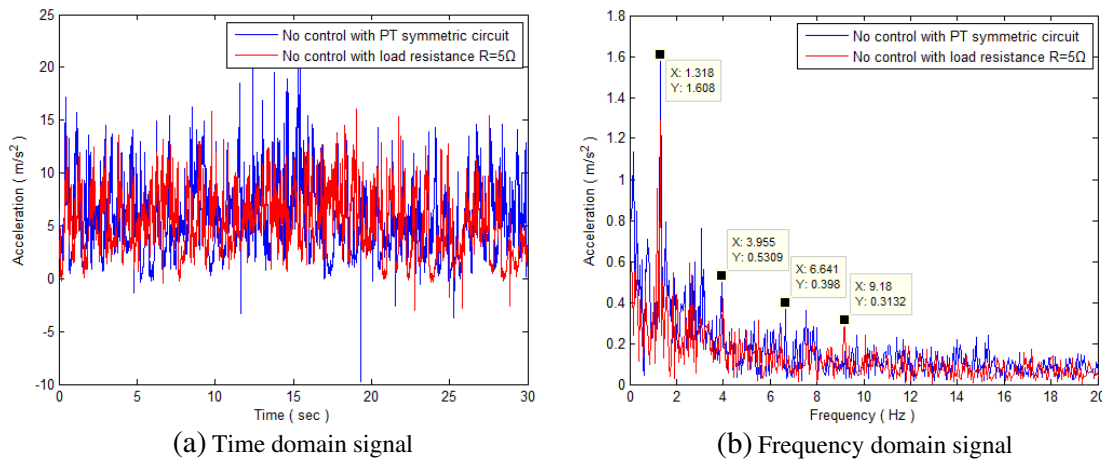 25
20
15
10
5
0
-5
-10
Acceleration ( m/s² )
No control with PT symmetric circuit
No control with load resistance R=5Ω
0 5 10 15 20 25 30
Time ( sec )
(a) Time domain signal
1.8
1.6
1.4
1.2
1
0.8
0.6
0.4
0.2
0
Acceleration ( m/s² )
No control with PT symmetric circuit
No control with load resistance R=5Ω
X: 1.318
Y: 1.608
X: 3.955
Y: 0.5309
X: 6.641
Y: 0.398
X: 9.18
Y: 0.3132
0 2 4 6 8 10 12 14 16 18 20
Frequency ( Hz )
(b) Frequency domain signal